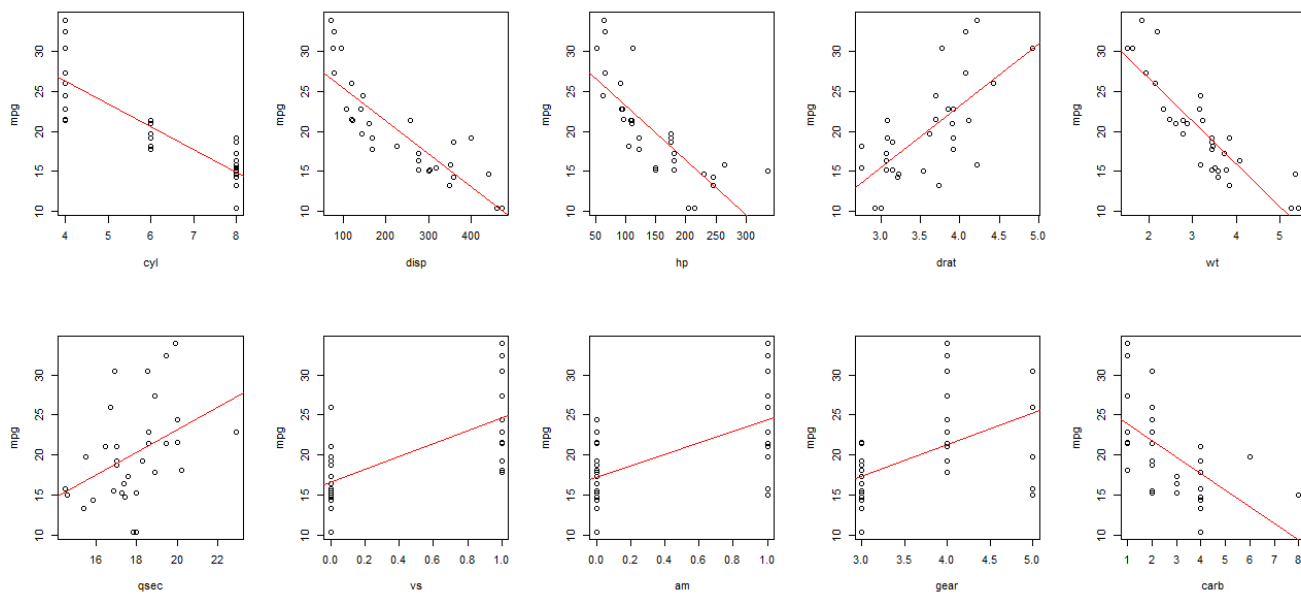 mpg
10 15 20 25 30
4 5 6 7 8
cyl
mpg
10 15 20 25 30
100 200 300 400
disp
mpg
10 15 20 25 30
50 100 150 200 250 300
hp
mpg
10 15 20 25 30
3.0 3.5 4.0 4.5 5.0
drat
mpg
10 15 20 25 30
2 3 4 5
wt
mpg
10 15 20 25 30
16 18 20 22
qsec
mpg
10 15 20 25 30
0.0 0.2 0.4 0.6 0.8 1.0
vs
mpg
10 15 20 25 30
0.0 0.2 0.4 0.6 0.8 1.0
am
mpg
10 15 20 25 30
3.0 3.5 4.0 4.5 5.0
gear
mpg
10 15 20 25 30
1 2 3 4 5 6 7 8
carb